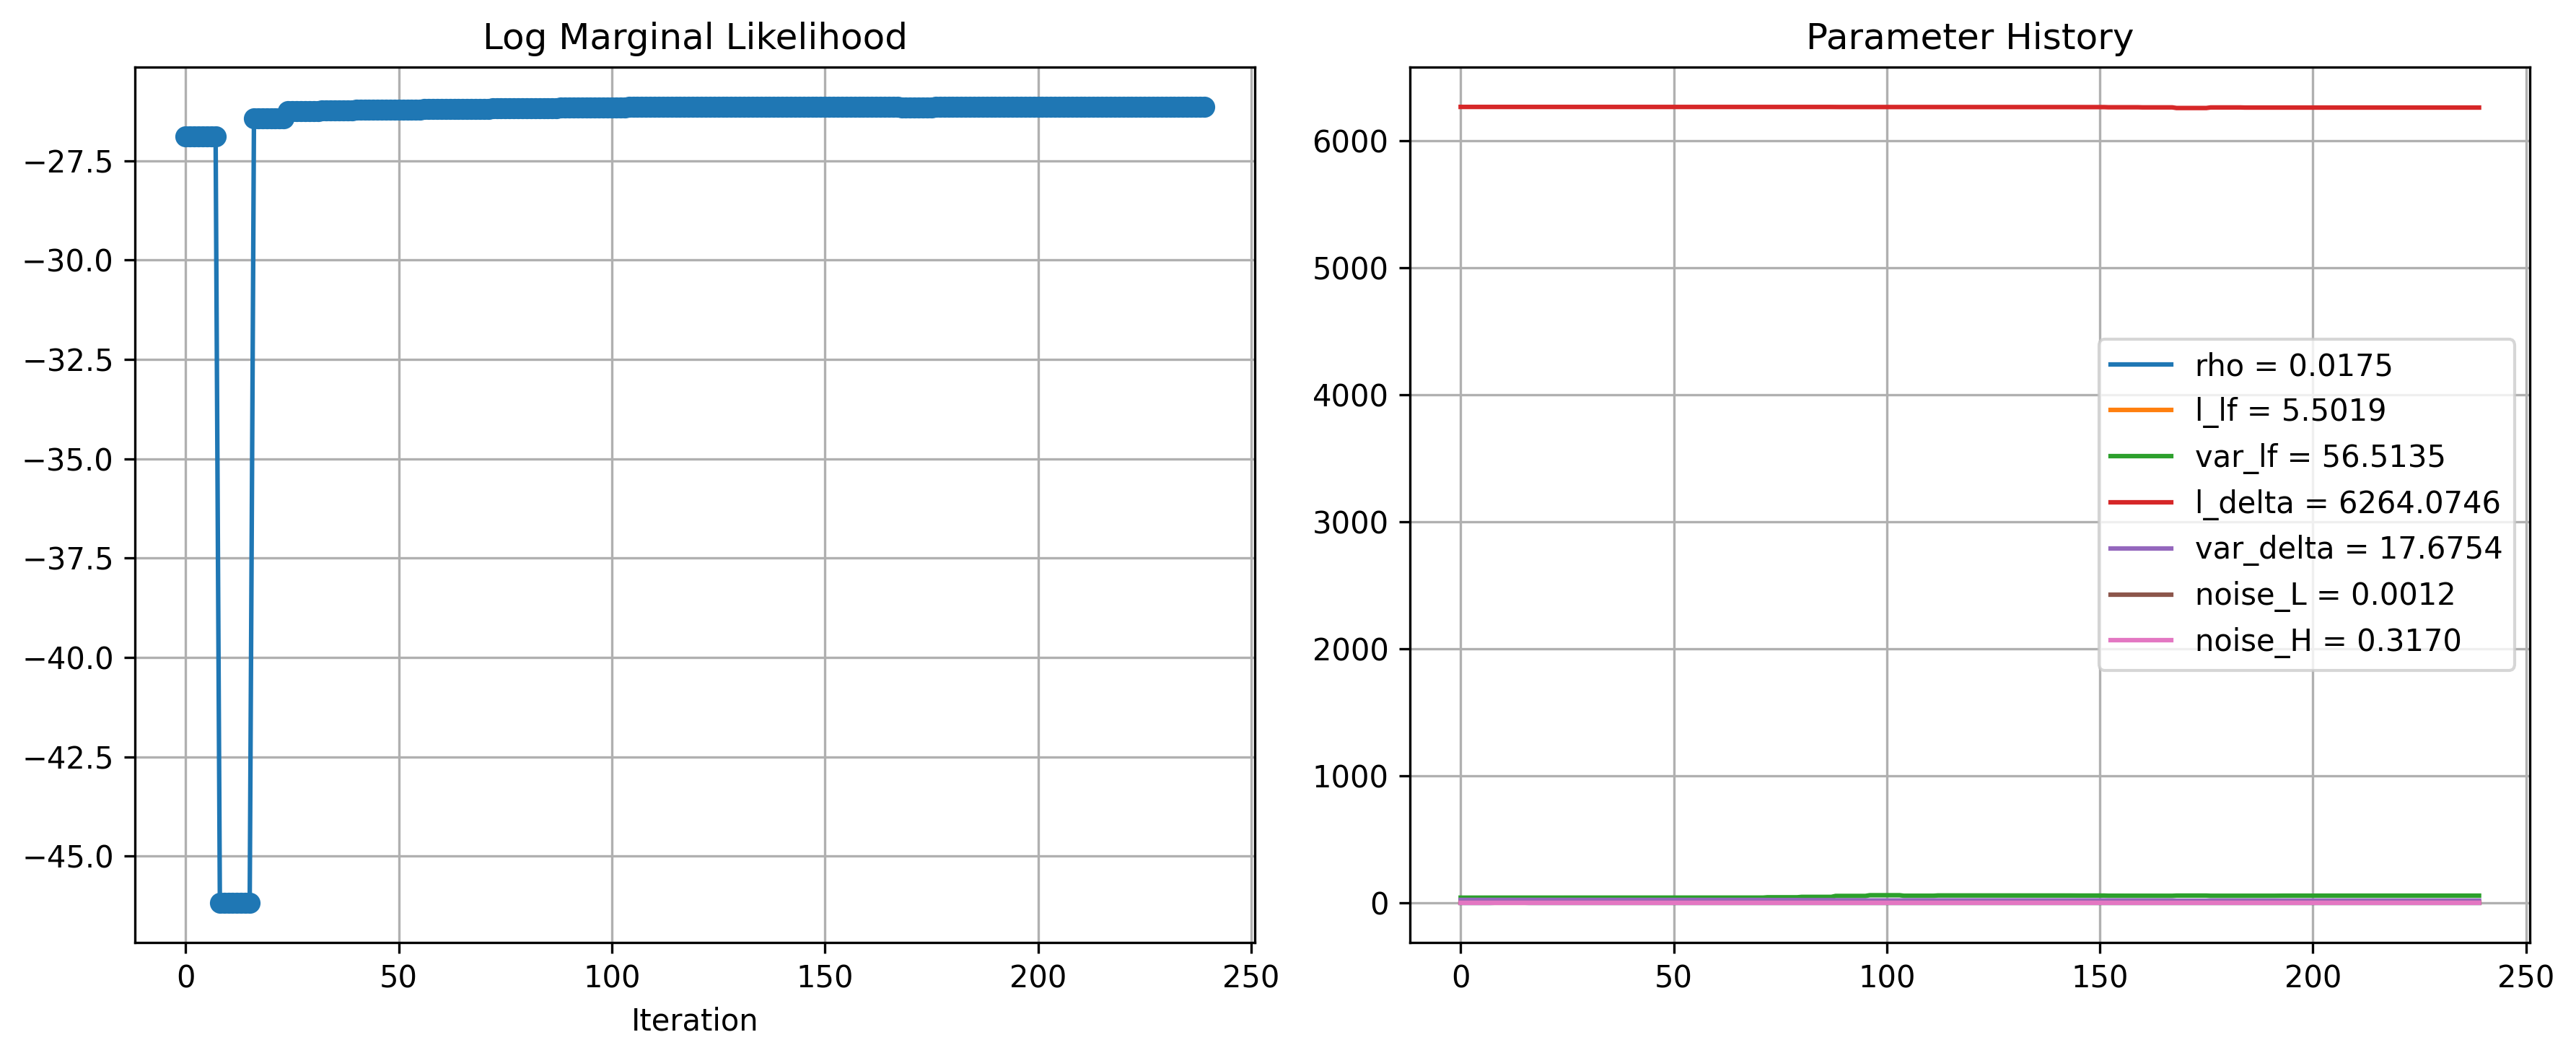 Log Marginal Likelihood
−27.5
−30.0
−32.5
−35.0
−37.5
−40.0
−42.5
−45.0
0 50 100 150 200 250
Iteration
Parameter History
6000
5000
4000
3000
2000
1000
0
rho = 0.0175
l_lf = 5.5019
var_lf = 56.5135
l_delta = 6264.0746
var_delta = 17.6754
noise_L = 0.0012
noise_H = 0.3170
0 50 100 150 200 250